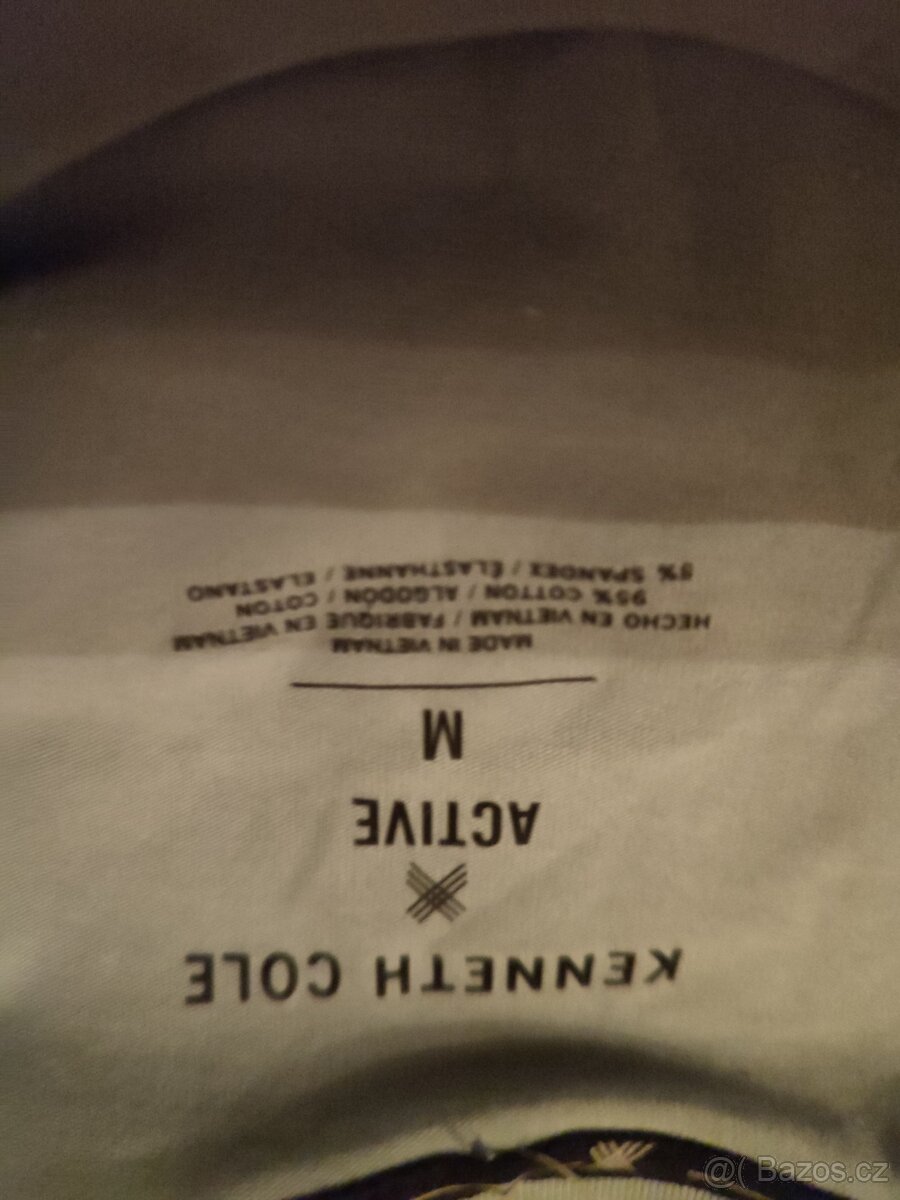 KENNETH COLE
ACTIVE
M
MADE IN VIETNAM
HECHO EN VIETNAM / FABRIQUÉ EN VIETNAM
95% COTTON / ALGODÓN / COTON
5% SPANDEX / ÉLASTHANNE / ELASTANO
@( Bazos.cz